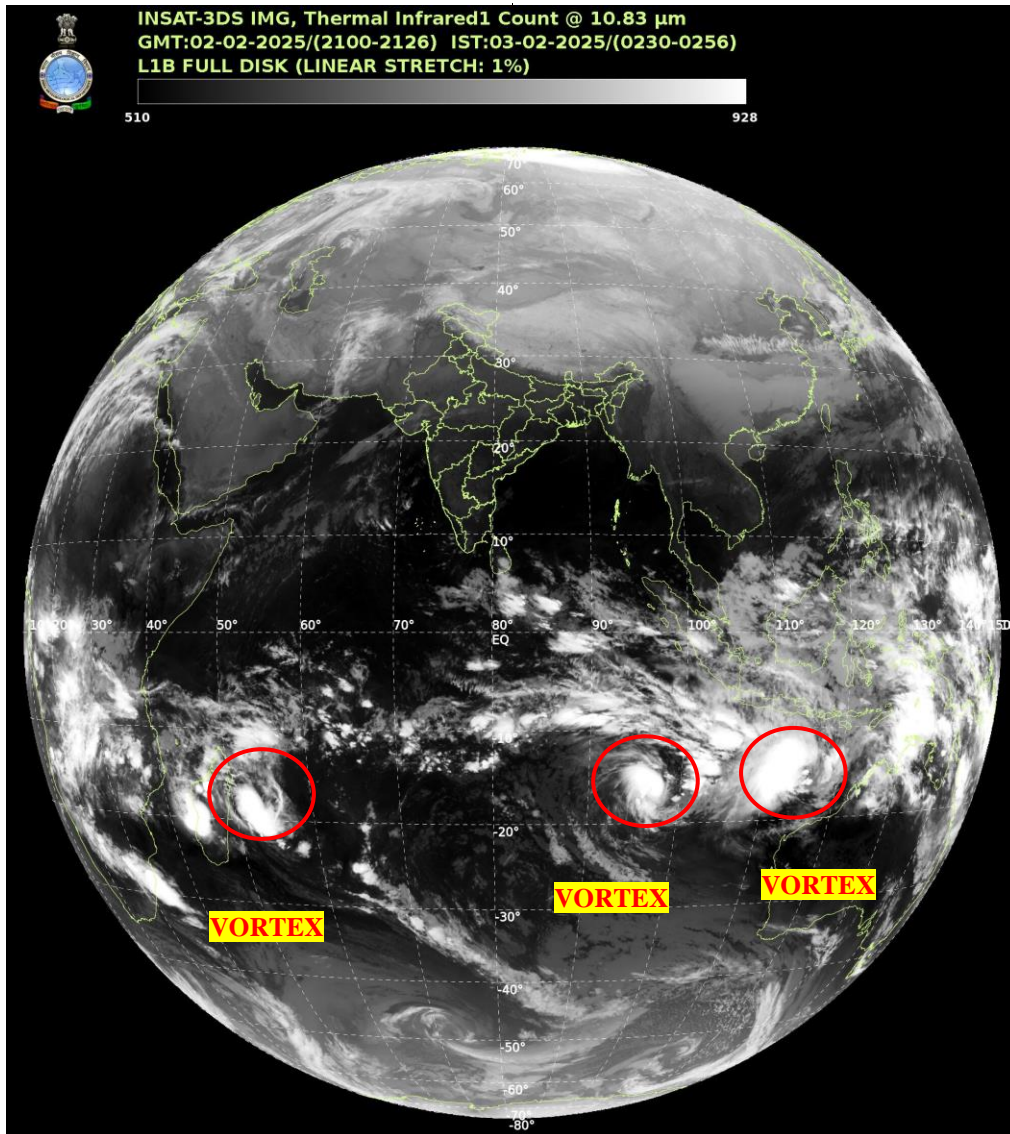 INSAT-3DS IMG, Thermal Infrared1 Count @ 10.83 μm
GMT:02-02-2025/(2100-2126) IST:03-02-2025/(0230-0256)
L1B FULL DISK (LINEAR STRETCH: 1%)
510 928
70°
60°
50°
40°
30°
20°
10°
30° 40° 50° 60° 70° 80° 90° 100° 110° 120° 130° 140°
EQ
-20°
VORTEX VORTEX VORTEX
-30°
-40°
-50°
-60°
-70°
-80°